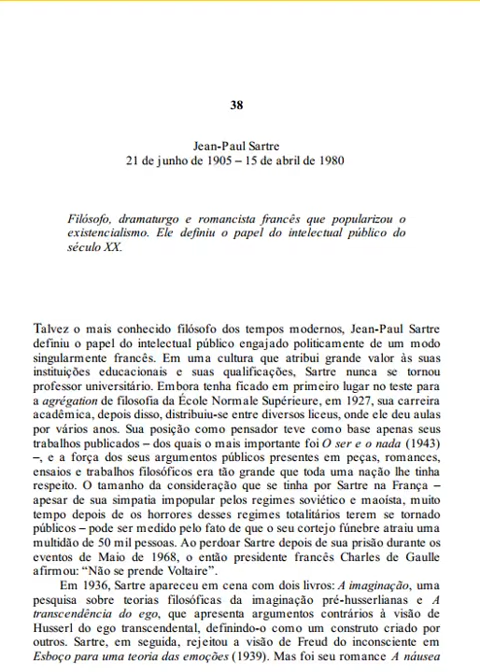 38
Jean-Paul Sartre
21 de junho de 1905 – 15 de abril de 1980
Filósofo, dramaturgo e romancista francês que popularizou o
existencialismo. Ele definiu o papel do intelectual público do
século XX.
Talvez o mais conhecido filósofo dos tempos modernos, Jean-Paul Sartre
definiu o papel do intelectual público engajado politicamente de um modo
singularmente francês. Em uma cultura que atribui grande valor às suas
instituições educacionais e suas qualificações, Sartre nunca se tornou
professor universitário. Embora tenha ficado em primeiro lugar no teste para
a agrégation de filosofia da École Normale Supérieure, em 1927, sua carreira
acadêmica, depois disso, distribuiu-se entre diversos liceus, onde ele deu aulas
por vários anos. Sua posição como pensador teve como base apenas seus
trabalhos publicados – dos quais o mais importante foi O ser e o nada (1943)
–, e a força dos seus argumentos públicos presentes em peças, romances,
ensaios e trabalhos filosóficos era tão grande que toda uma nação lhe tinha
respeito. O tamanho da consideração que se tinha por Sartre na França –
apesar de sua simpatia impopular pelos regimes soviético e maoísta, muito
tempo depois de os horrores desses regimes totalitários terem se tornado
públicos – pode ser medido pelo fato de que o seu cortejo fúnebre atraiu uma
multidão de 50 mil pessoas. Ao perdoar Sartre depois de sua prisão durante os
eventos de Maio de 1968, o então presidente francês Charles de Gaulle
afirmou: “Não se prende Voltaire”.
Em 1936, Sartre apareceu em cena com dois livros: A imaginação, uma
pesquisa sobre teorias filosóficas da imaginação pré-husserlianas e A
transcendência do ego, que apresenta argumentos contrários à visão de
Husserl do ego transcendental, definindo-o como um construto criado por
outros. Sartre, em seguida, rejeitou a visão de Freud do inconsciente em
Esboço para uma teoria das emoções (1939). Mas foi seu romance A náusea